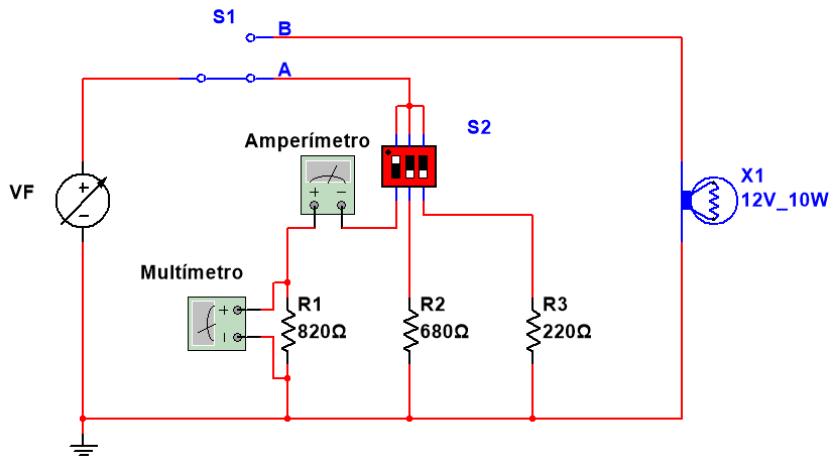 S1
B
A
S2
Amperímetro
+ −
VF
+
−
X1
12V_10W
Multímetro
+
−
R1
820Ω
R2
680Ω
R3
220Ω